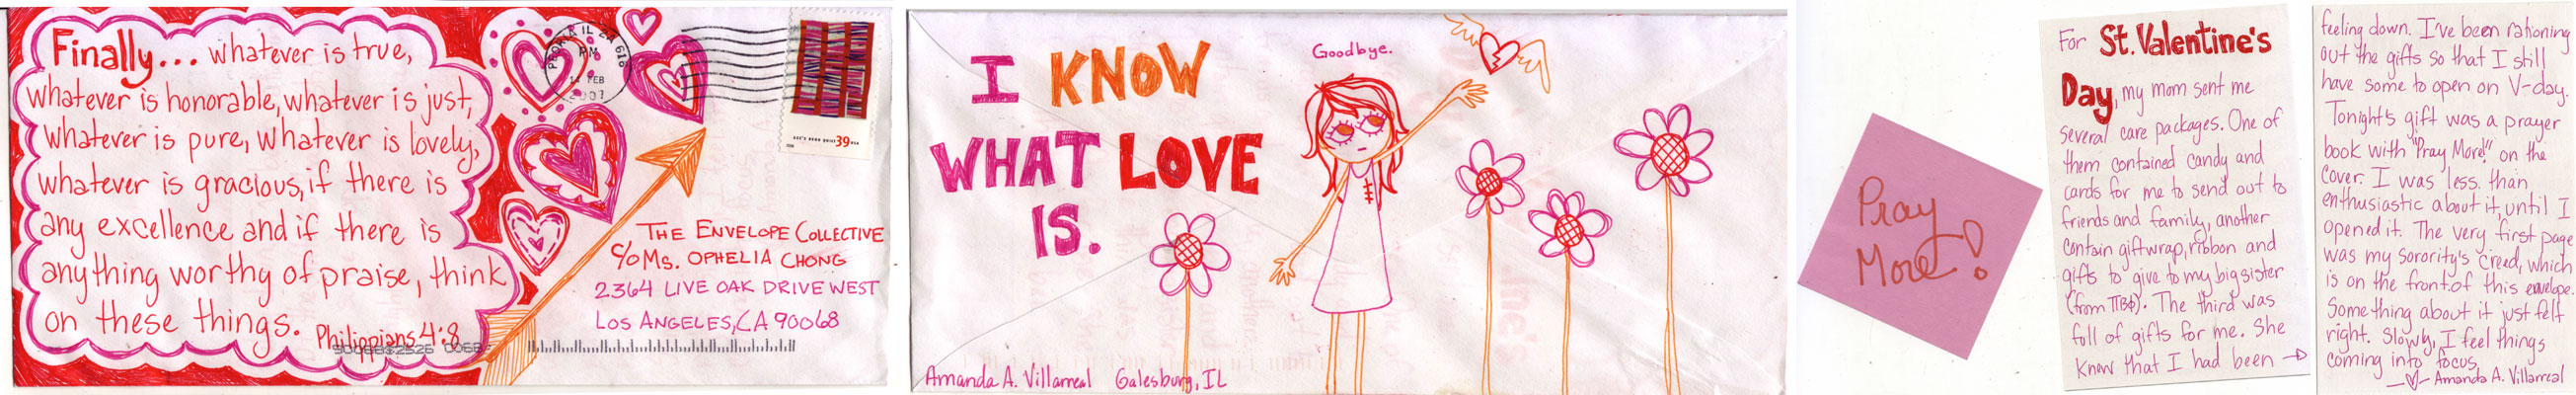 Finally... whatever is true,
whatever is honorable, whatever is just,
whatever is pure, whatever is lovely,
whatever is gracious, if there is
any excellence and if there is
anything worthy of praise, think
on these things. Philippians 4:8
IL
PM
14 FEB
2007
39 USA
THE ENVELOPE COLLECTIVE
C/O MS. OPHELIA CHONG
2364 LIVE OAK DRIVE WEST
LOS ANGELES, CA 90068
I KNOW
WHAT LOVE
IS.
Goodbye.
Amanda A. Villarreal Galesburg, IL
Pray
More!
For St. Valentine's
Day, my mom sent me
several care packages. One of
them contained candy and
cards for me to send out to
friends and family, another
contain giftwrap, ribbon and
gifts to give to my big sister
(from ΠΒΦ). The third was
full of gifts for me. She
knew that I had been →
feeling down. I've been rationing
out the gifts so that I still
have some to open on V-day.
Tonight's gift was a prayer
book with "Pray More!" on the
cover. I was less than
enthusiastic about it until I
opened it. The very first page
was my sorority's creed, which
is on the front of this envelope.
Something about it just felt
right. Slowly, I feel things
coming into focus.
—♡— Amanda A. Villarreal